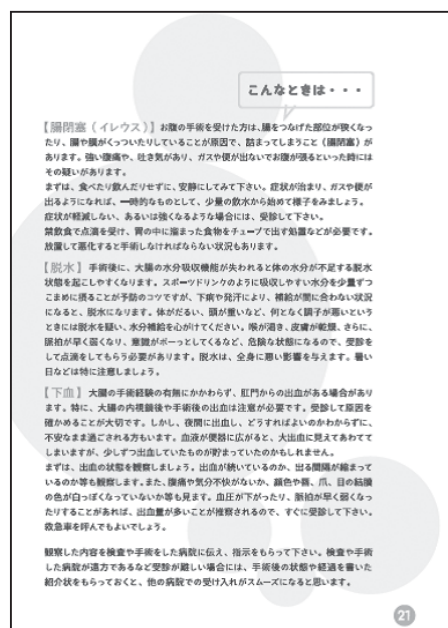 こんなときは・・・
【腸閉塞(イレウス)】お腹の手術を受けた方は、腸をつなげた部位が狭くなっ
たり、腸や膜がくっついたりしていることが原因で、詰まってしまうこと(腸閉塞)が
あります。強い腹痛や、吐き気があり、ガスや便が出ないでお腹が張るといった時には
その疑いがあります。
まずは、食べたり飲んだりせずに、安静にしてみて下さい。症状が治まり、ガスや便が
出るようになれば、一時的なものとして、少量の飲水から始めて様子をみましょう。
症状が軽減しない、あるいは強くなるような場合には、受診して下さい。
禁飲食で点滴を受け、胃の中に溜まった食物をチューブで出す処置などが必要です。
放置して悪化すると手術しなければならない状況もあります。
【脱水】手術後に、大腸の水分吸収機能が失われると体の水分が不足する脱水
状態を起こしやすくなります。スポーツドリンクのように吸収しやすい水分を少量ずつ
こまめに摂ることが予防のコツですが、下痢や発汗により、補給が間に合わない状況
になると、脱水になります。体がだるい、頭が重いなど、何となく調子が悪いという
ときには脱水を疑い、水分補給を心がけてください。喉が渇き、皮膚が乾燥、さらに、
脈拍が早く弱くなり、意識がボーっとしてくるなど、危険な状態になるので、受診を
して点滴をしてもらう必要があります。脱水は、全身に悪い影響を与えます。暑い
日などは特に注意しましょう。
【下血】大腸の手術経験の有無にかかわらず、肛門からの出血がある場合があり
ます。特に、大腸の内視鏡後や手術後の出血は注意が必要です。受診して原因を
確かめることが大切です。しかし、夜間に出血し、どうすればよいのかわからずに、
不安なまま過ごされる方もいます。血液が便器に広がると、大出血に見えてあわてて
しまいますが、少しずつ出血していたものが貯まっていたのかもしれません。
まずは、出血の状態を観察しましょう。出血が続いているのか、出る間隔が縮まって
いるのか等も観察します。また、腹痛や気分不快がないか、顔色や唇、爪、目の結膜
の色が白っぽくなっていないか等も見ます。血圧が下がったり、脈拍が早く弱くなっ
たりすることがあれば、出血量が多いことが推察されるので、すぐに受診して下さい。
救急車を呼んでもよいでしょう。
観察した内容を検査や手術をした病院に伝え、指示をもらって下さい。検査や手術
した病院が遠方であるなど受診が難しい場合には、手術後の状態や経過を書いた
紹介状をもらっておくと、他の病院での受け入れがスムーズになると思います。
21